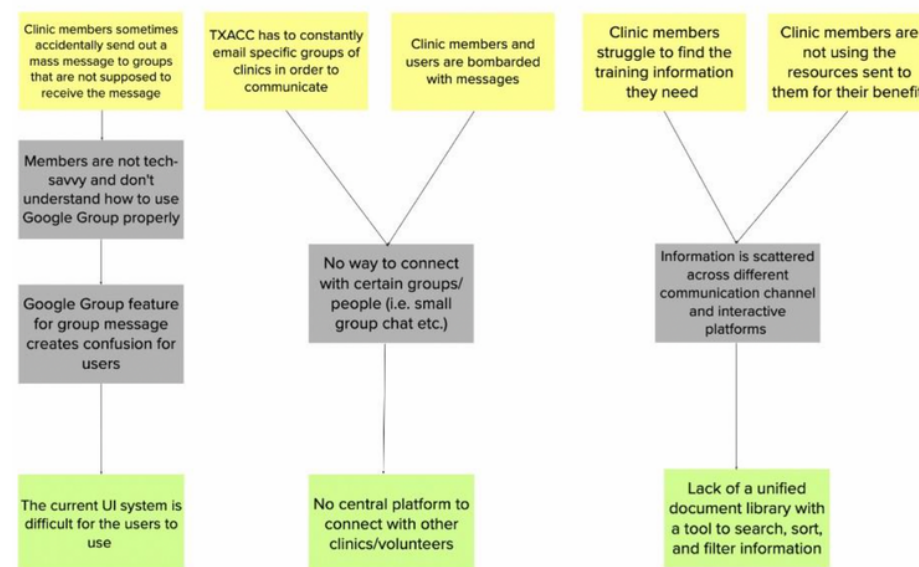 Clinic members sometimes
accidentally send out a
mass message to groups
that are not supposed to
receive the message
TXACC has to constantly
email specific groups of
clinics in order to
communicate
Clinic members and
users are bombarded
with messages
Clinic members
struggle to find the
training information
they need
Clinic members are
not using the
resources sent to
them for their benefit
Members are not tech-
savvy and don't
understand how to use
Google Group properly
No way to connect
with certain groups/
people (i.e. small
group chat etc.)
Information is scattered
across different
communication channel
and interactive
platforms
Google Group feature
for group message
creates confusion for
users
The current UI system is
difficult for the users to
use
No central platform to
connect with other
clinics/volunteers
Lack of a unified
document library with
a tool to search, sort,
and filter information